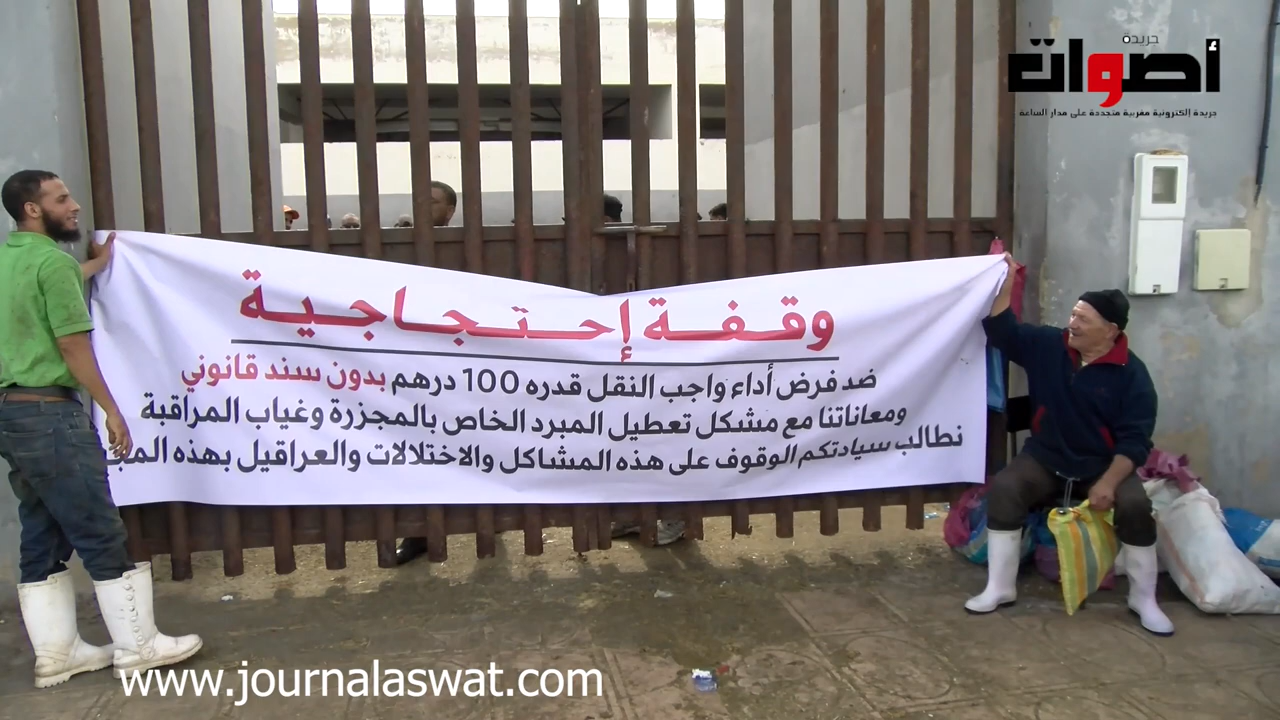 جريدة
أصوات
جريدة إلكترونية مغربية متجددة على مدار الساعة
وقفة إحتجاجية
ضد فرض أداء واجب النقل قدره 100 درهم بدون سند قانوني
ومعاناتنا مع مشكل تعطيل المبرد الخاص بالمجزرة وغياب المراقبة
نطالب سيادتكم الوقوف على هذه المشاكل والاختلالات والعراقيل بهذه
www.journalaswat.com